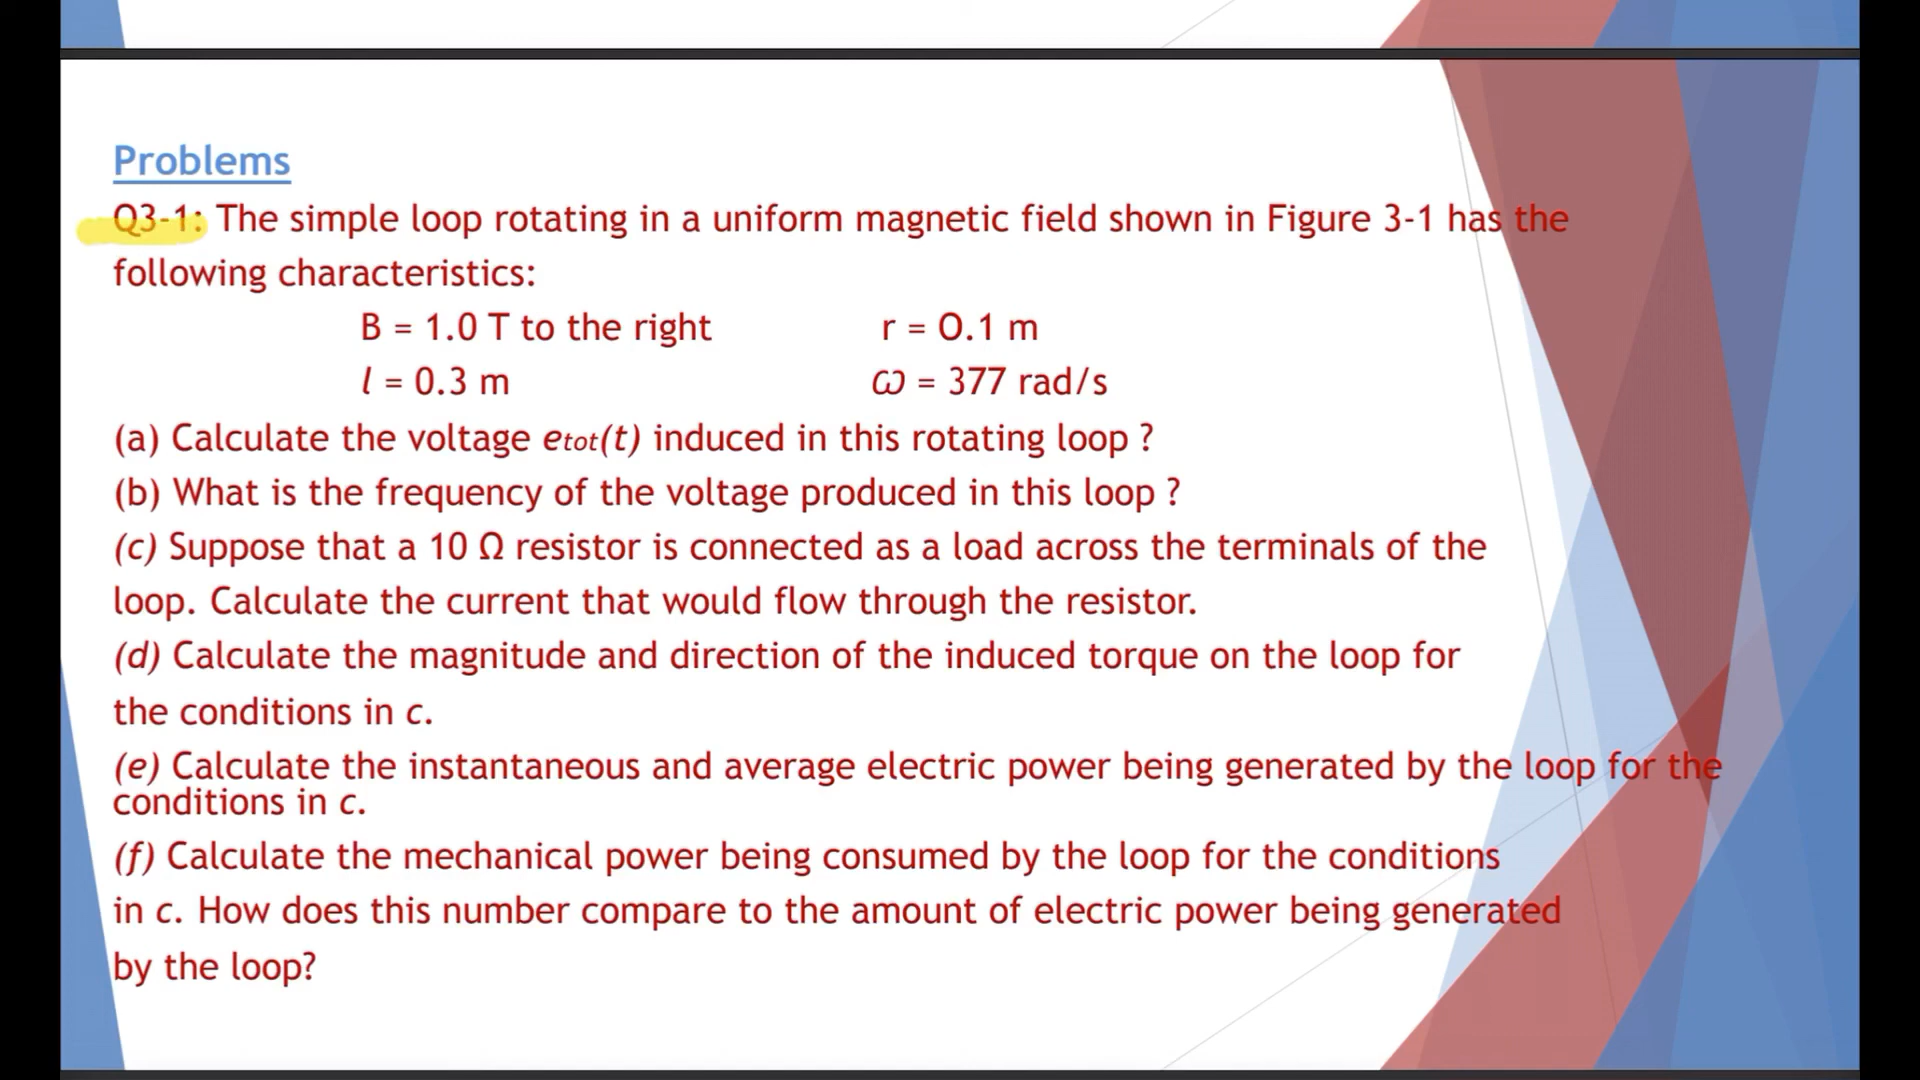 Problems
Q3-1: The simple loop rotating in a uniform magnetic field shown in Figure 3-1 has the
following characteristics:
B = 1.0 T to the right r = O.1 m
l = 0.3 m ω = 377 rad/s
(a) Calculate the voltage etot(t) induced in this rotating loop ?
(b) What is the frequency of the voltage produced in this loop ?
(c) Suppose that a 10 Ω resistor is connected as a load across the terminals of the
loop. Calculate the current that would flow through the resistor.
(d) Calculate the magnitude and direction of the induced torque on the loop for
the conditions in c.
(e) Calculate the instantaneous and average electric power being generated by the loop for the
conditions in c.
(f) Calculate the mechanical power being consumed by the loop for the conditions
in c. How does this number compare to the amount of electric power being generated
by the loop?